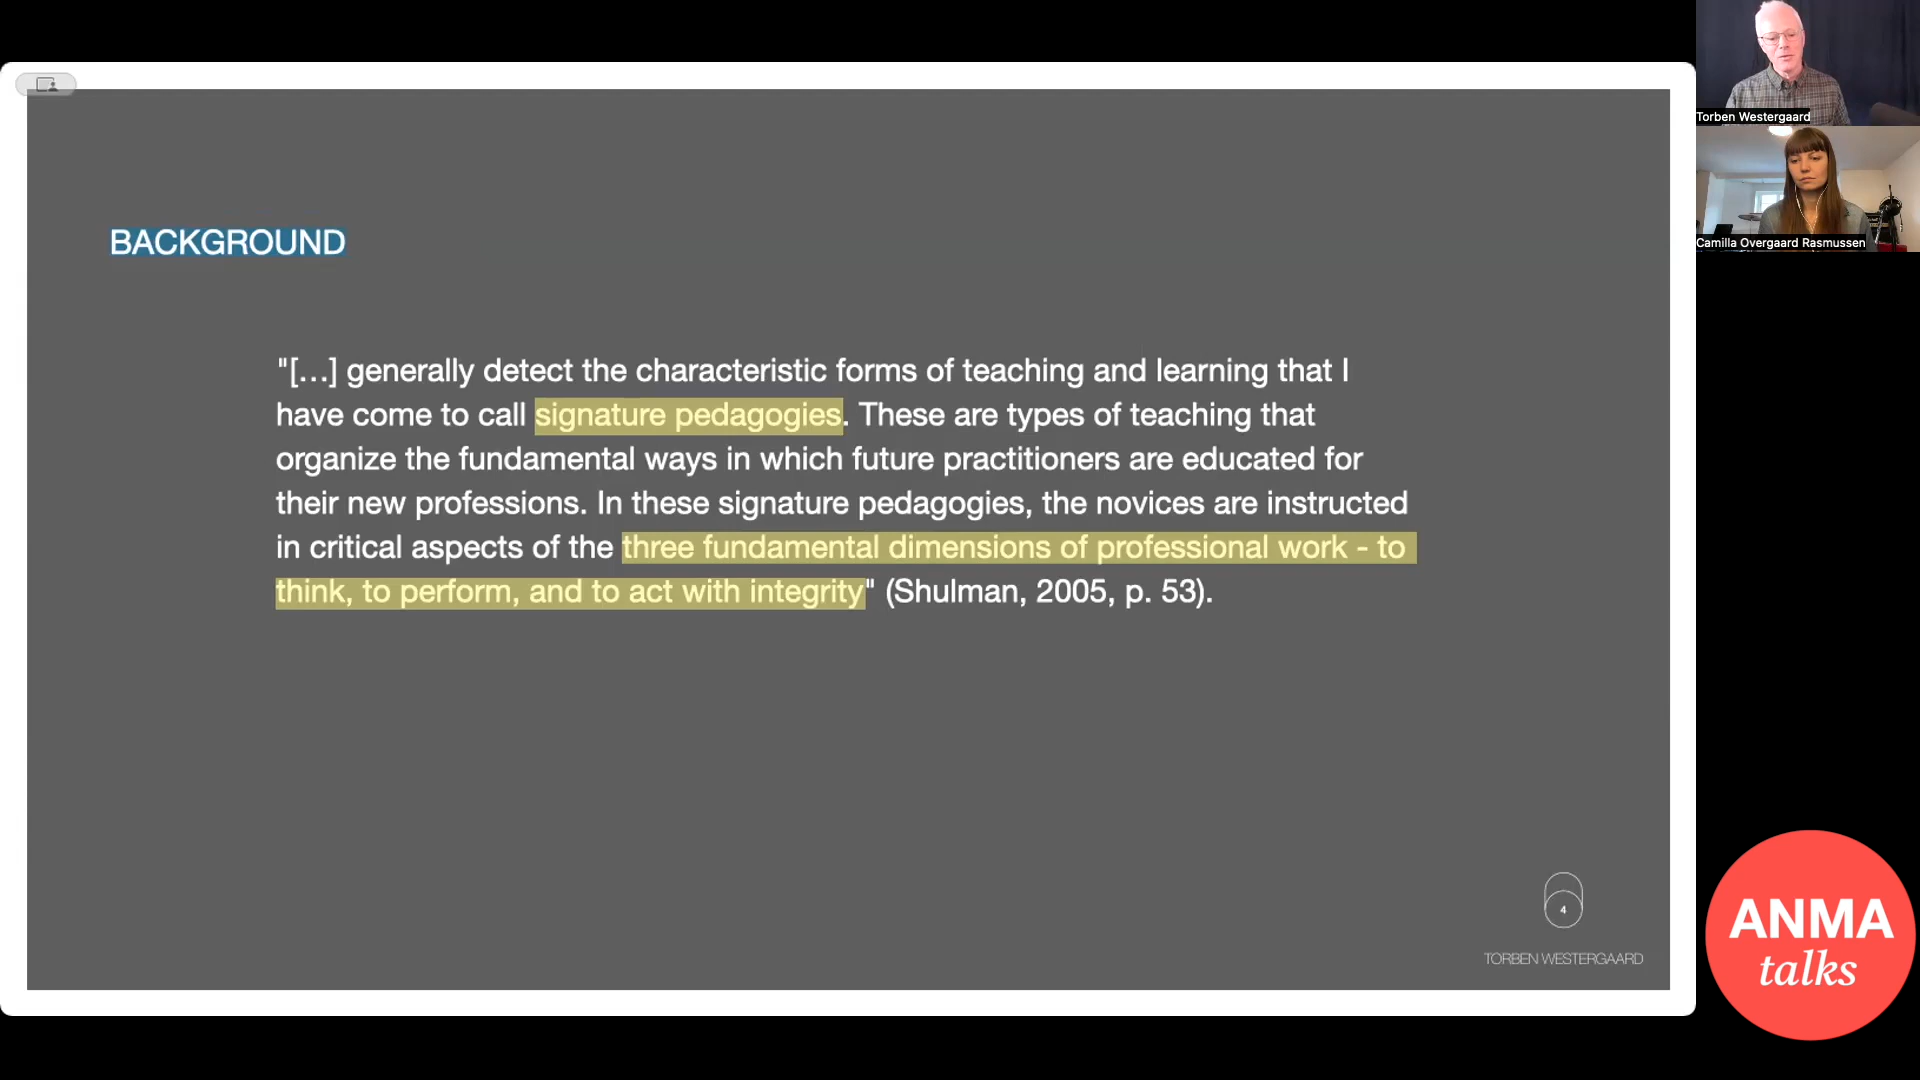 BACKGROUND
"[…] generally detect the characteristic forms of teaching and learning that I
have come to call signature pedagogies. These are types of teaching that
organize the fundamental ways in which future practitioners are educated for
their new professions. In these signature pedagogies, the novices are instructed
in critical aspects of the three fundamental dimensions of professional work - to
think, to perform, and to act with integrity" (Shulman, 2005, p. 53).
4
TORBEN WESTERGAARD
Torben Westergaard
Camilla Overgaard Rasmussen
ANMA
talks